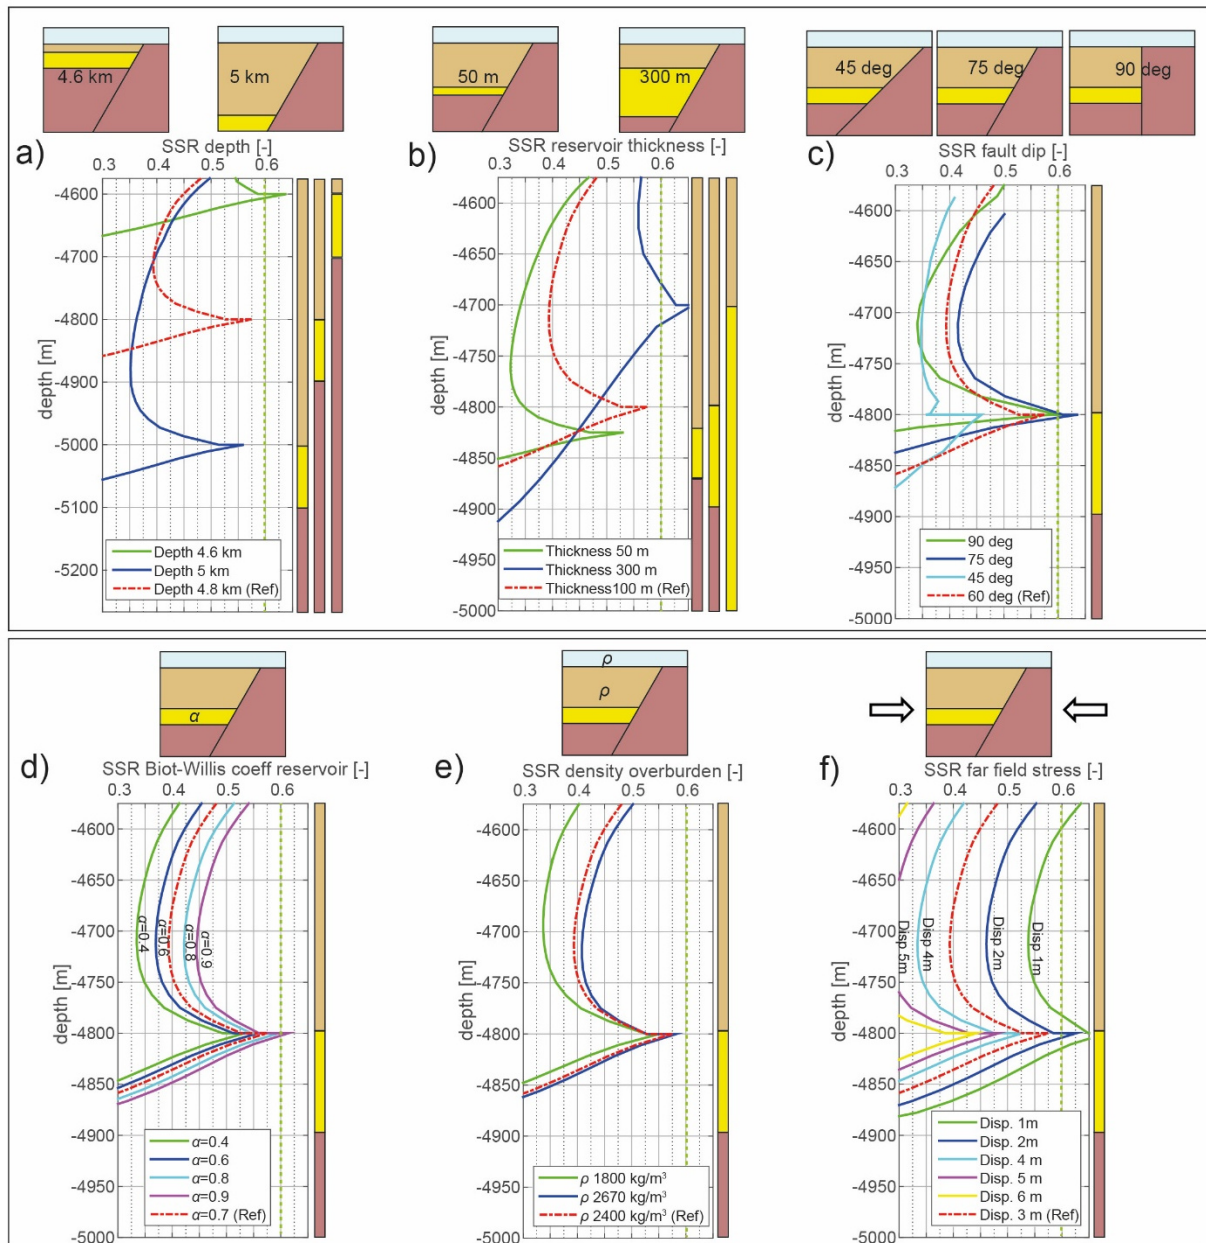 4.6 km
5 km
50 m
300 m
45 deg
75 deg
90 deg
a)
SSR depth [-]
0.3 0.4 0.5 0.6
depth [m]
-4600
-4700
-4800
-4900
-5000
-5100
-5200
Depth 4.6 km
Depth 5 km
Depth 4.8 km (Ref)
b)
SSR reservoir thickness [-]
0.3 0.4 0.5 0.6
depth [m]
-4600
-4650
-4700
-4750
-4800
-4850
-4900
-4950
-5000
Thickness 50 m
Thickness 300 m
Thickness100 m (Ref)
c)
SSR fault dip [-]
0.3 0.4 0.5 0.6
depth [m]
-4600
-4650
-4700
-4750
-4800
-4850
-4900
-4950
-5000
90 deg
75 deg
45 deg
60 deg (Ref)
α
ρ
ρ
d)
SSR Biot-Willis coeff reservoir [-]
0.3 0.4 0.5 0.6
depth [m]
-4600
-4650
-4700
-4750
-4800
-4850
-4900
-4950
-5000
α=0.4
α=0.6
α=0.8
α=0.9
α=0.4
α=0.6
α=0.8
α=0.9
α=0.7 (Ref)
e)
SSR density overburden [-]
0.3 0.4 0.5 0.6
depth [m]
-4600
-4650
-4700
-4750
-4800
-4850
-4900
-4950
-5000
ρ 1800 kg/m³
ρ 2670 kg/m³
ρ 2400 kg/m³ (Ref)
f)
SSR far field stress [-]
0.3 0.4 0.5 0.6
depth [m]
-4600
-4650
-4700
-4750
-4800
-4850
-4900
-4950
-5000
Disp. 5m
Disp. 4m
Disp. 2m
Disp. 1m
Disp. 1m
Disp. 2m
Disp. 4 m
Disp. 5 m
Disp. 6 m
Disp. 3 m (Ref)